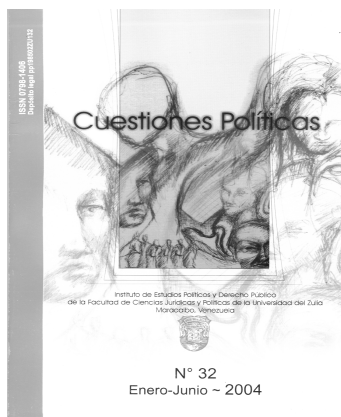 ISSN 0798-1406
Depósito legal pp198502ZU132
Cuestiones Políticas
Instituto de Estudios Políticos y Derecho Público
de la Facultad de Ciencias Jurídicas y Políticas de la Universidad del Zulia
Maracaibo, Venezuela
N° 32
Enero-Junio ~ 2004